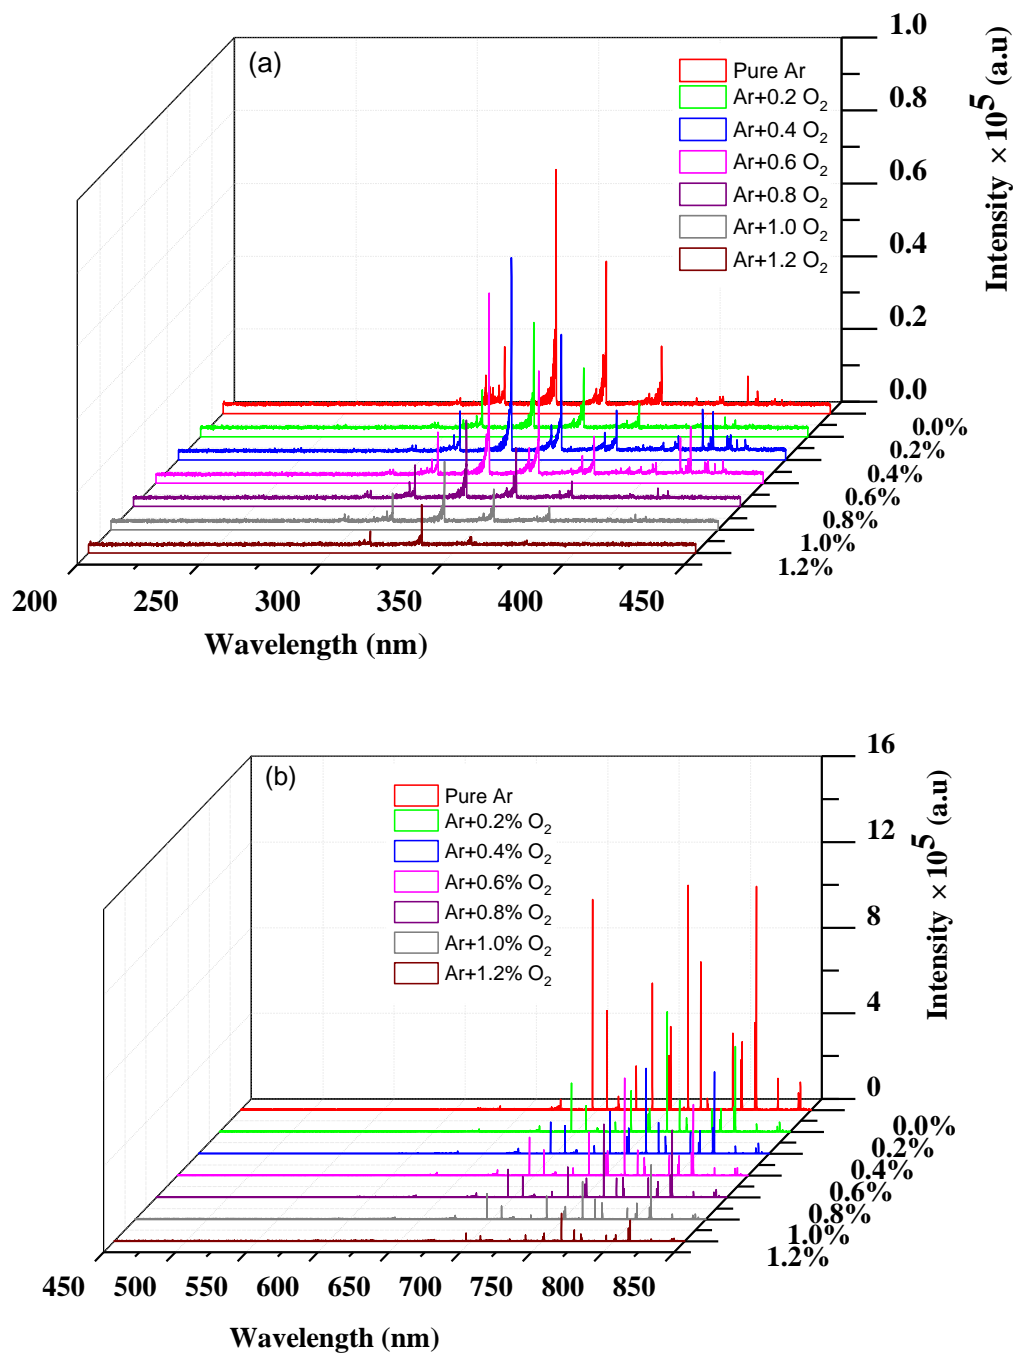 (a)
1.0
0.8
0.6
0.4
0.2
0.0
Intensity ×10⁵ (a.u)
Pure Ar
Ar+0.2 O₂
Ar+0.4 O₂
Ar+0.6 O₂
Ar+0.8 O₂
Ar+1.0 O₂
Ar+1.2 O₂
0.0%
0.2%
0.4%
0.6%
0.8%
1.0%
1.2%
200 250 300 350 400 450
Wavelength (nm)
(b)
16
12
8
4
0
Intensity ×10⁵ (a.u)
Pure Ar
Ar+0.2% O₂
Ar+0.4% O₂
Ar+0.6% O₂
Ar+0.8% O₂
Ar+1.0% O₂
Ar+1.2% O₂
0.0%
0.2%
0.4%
0.6%
0.8%
1.0%
1.2%
450 500 550 600 650 700 750 800 850
Wavelength (nm)